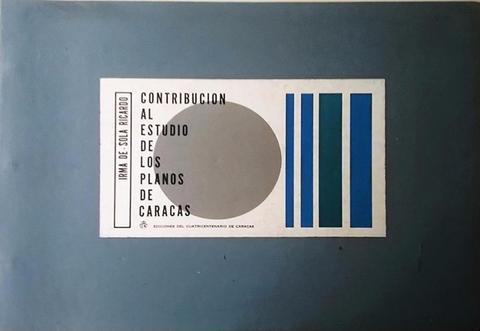 IRMA DE-SOLA RICARDO
CONTRIBUCION
AL
ESTUDIO
DE
LOS
PLANOS
DE
CARACAS
EDICIONES DEL CUATRICENTENARIO DE CARACAS